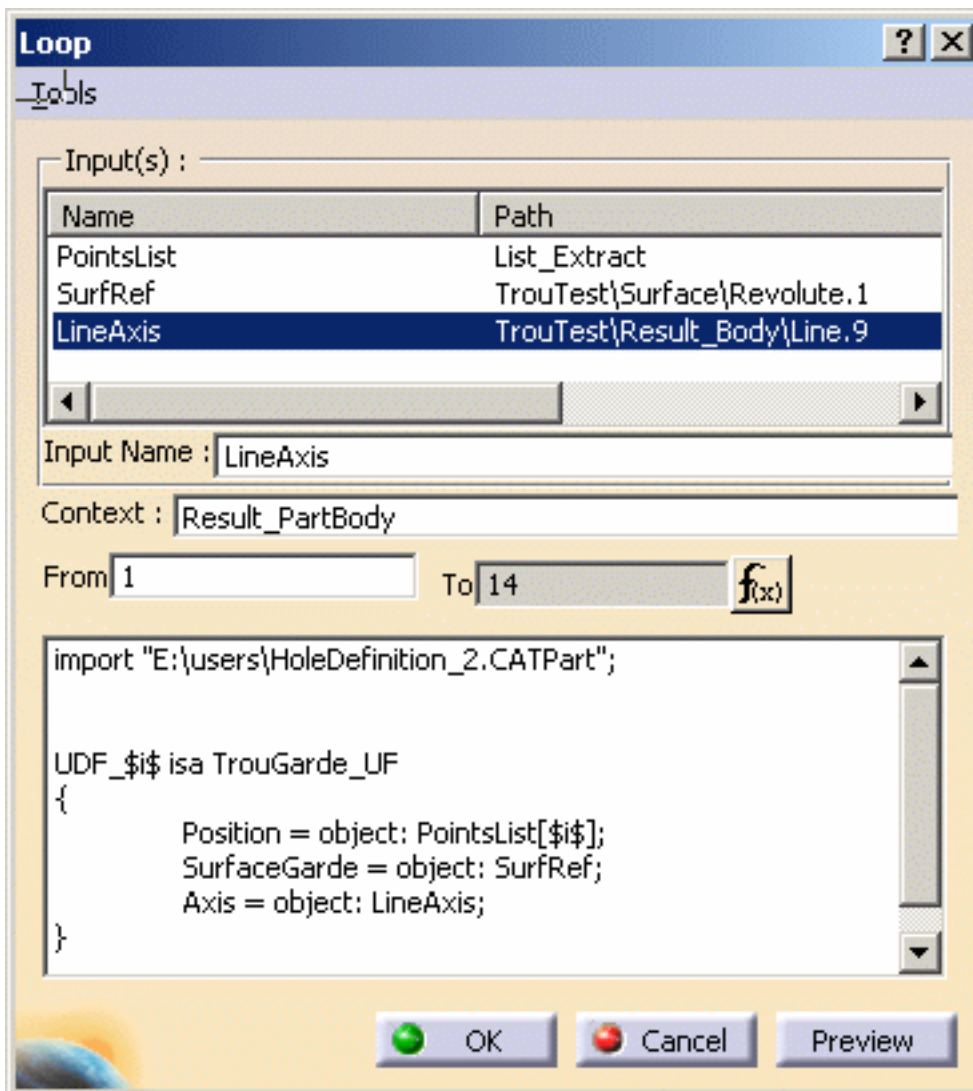 Loop
Tools
Input(s) :
Name Path
PointsList List_Extract
SurfRef TrouTest\Surface\Revolute.1
LineAxis TrouTest\Result_Body\Line.9
Input Name : LineAxis
Context : Result_PartBody
From 1 To 14 f(x)
import "E:\users\HoleDefinition_2.CATPart";
UDF_$i$ isa TrouGarde_UF
{
Position = object: PointsList[$i$];
SurfaceGarde = object: SurfRef;
Axis = object: LineAxis;
}
OK Cancel Preview